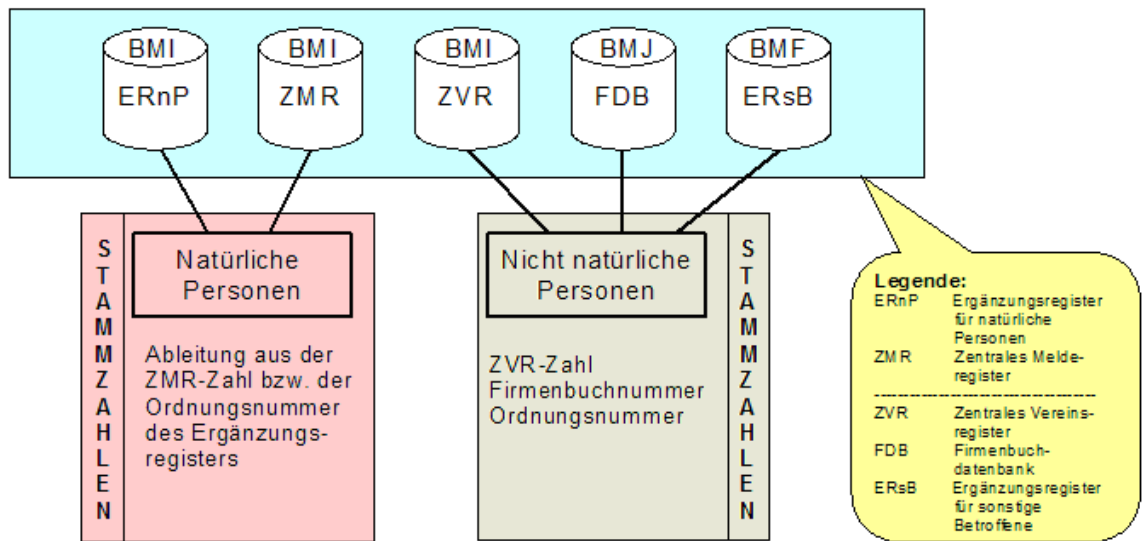 BMI BMI BMI BMJ BMF
ERnP ZMR ZVR FDB ERsB
STAMMZAHLEN
Natürliche
Personen
Ableitung aus der
ZMR-Zahl bzw. der
Ordnungsnummer
des Ergänzungs-
registers
Nicht natürliche
Personen
ZVR-Zahl
Firmenbuchnummer
Ordnungsnummer
STAMMZAHLEN
Legende:
ERnP Ergänzungsregister
für natürliche
Personen
ZMR Zentrales Melde-
register
ZVR Zentrales Vereins-
register
FDB Firmenbuch-
datenbank
ERsB Ergänzungsregister
für sonstige
Betroffene